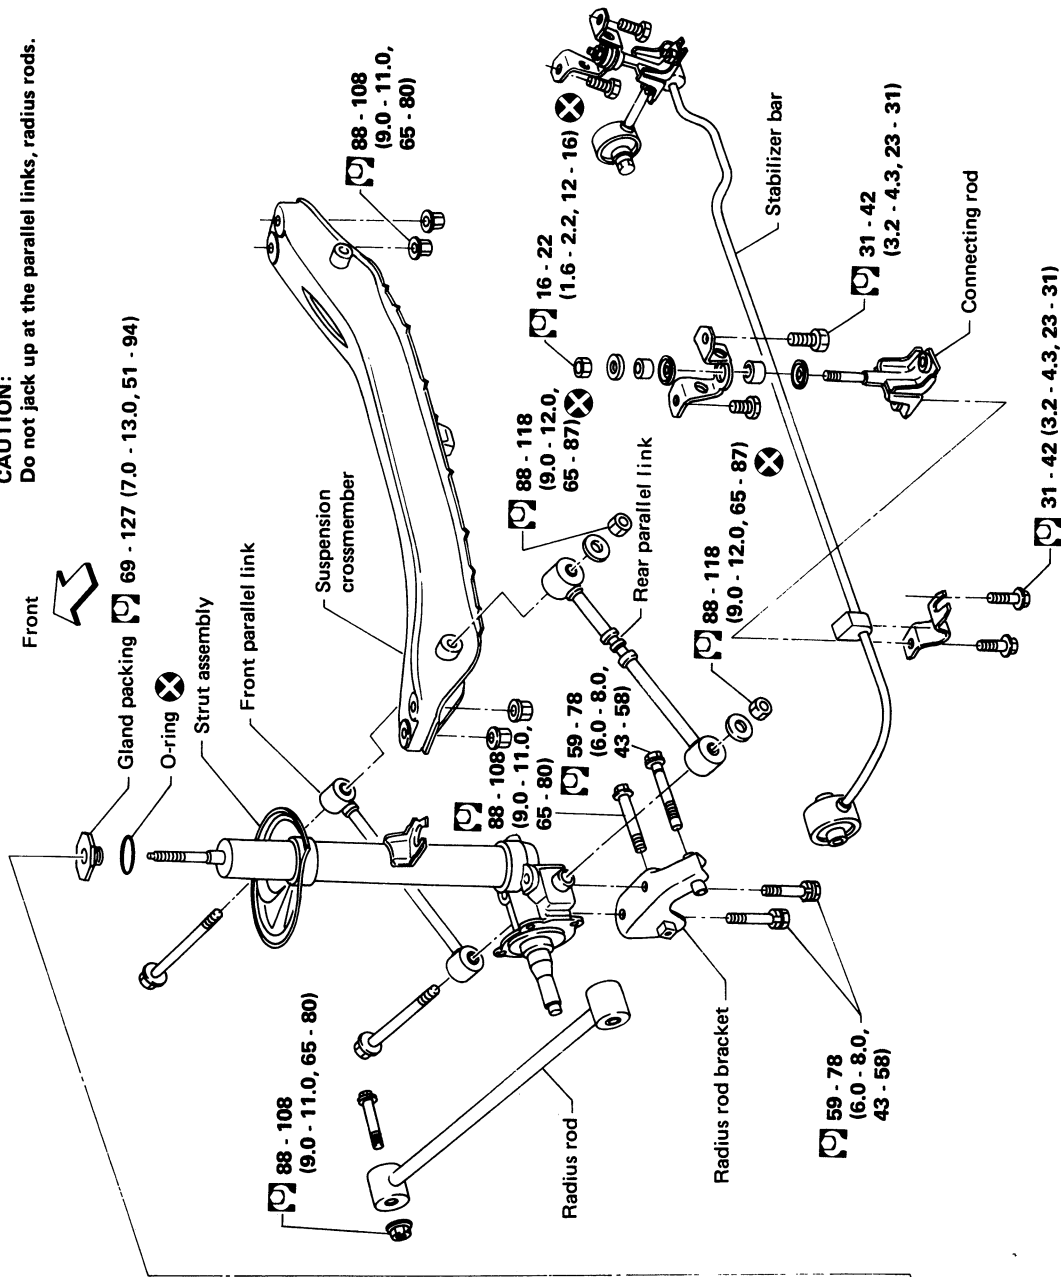 CAUTION:
Do not jack up at the parallel links, radius rods.
Front
Gland packing
69 - 127 (7.0 - 13.0, 51 - 94)
O-ring
Strut assembly
Front parallel link
Suspension
crossmember
88 - 108
(9.0 - 11.0,
65 - 80)
88 - 108
(9.0 - 11.0, 65 - 80)
Radius rod
Radius rod bracket
59 - 78
(6.0 - 8.0,
43 - 58)
88 - 108
(9.0 - 11.0,
65 - 80)
59 - 78
(6.0 - 8.0,
43 - 58)
88 - 118
(9.0 - 12.0,
65 - 87)
Rear parallel link
88 - 118
(9.0 - 12.0, 65 - 87)
16 - 22
(1.6 - 2.2, 12 - 16)
Stabilizer bar
31 - 42
(3.2 - 4.3, 23 - 31)
Connecting rod
31 - 42 (3.2 - 4.3, 23 - 31)